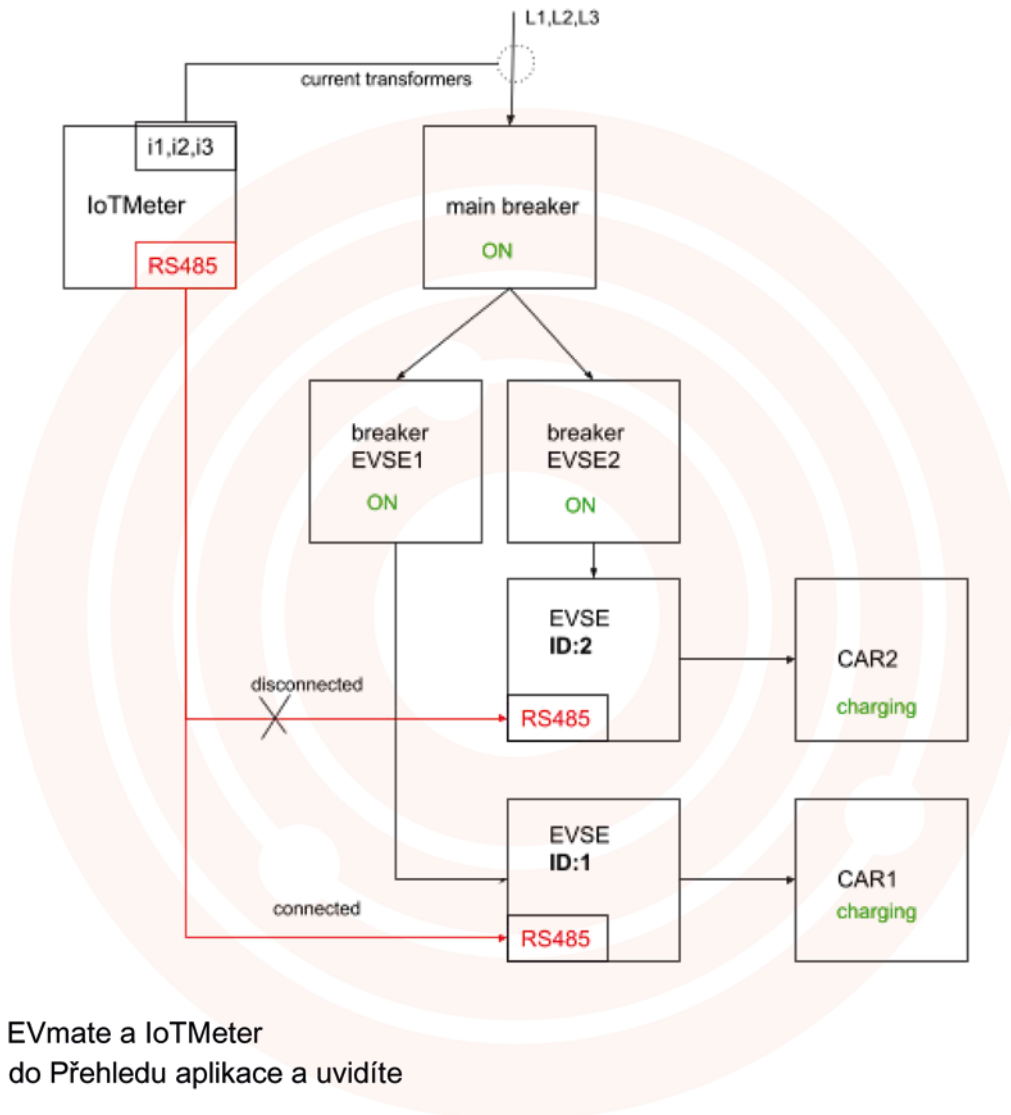 L1,L2,L3
current transformers
i1,i2,i3
IoTMeter
RS485
main breaker
ON
breaker
EVSE1
ON
breaker
EVSE2
ON
EVSE
ID:2
RS485
CAR2
charging
disconnected
EVSE
ID:1
RS485
CAR1
charging
connected
EVmate a IoTMeter
do Přehledu aplikace a uvidíte